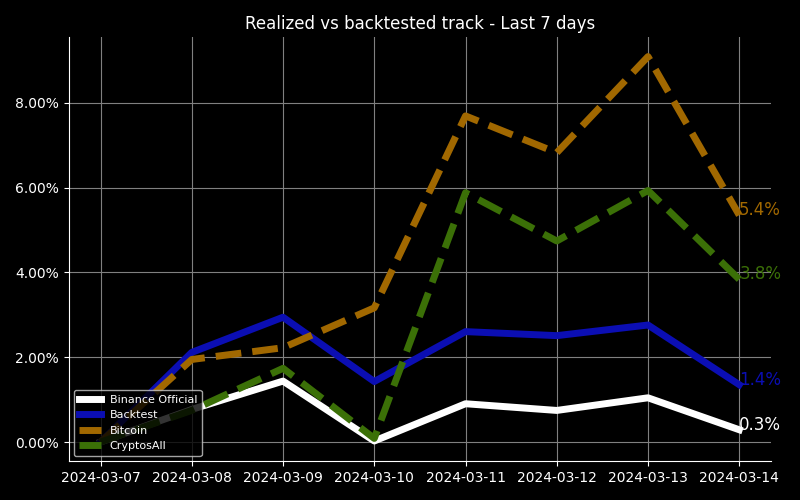 Realized vs backtested track - Last 7 days
8.00%
6.00%
4.00%
2.00%
0.00%
5.4%
3.8%
1.4%
0.3%
Binance Official
Backtest
Bitcoin
CryptosAll
2024-03-07 2024-03-08 2024-03-09 2024-03-10 2024-03-11 2024-03-12 2024-03-13 2024-03-14